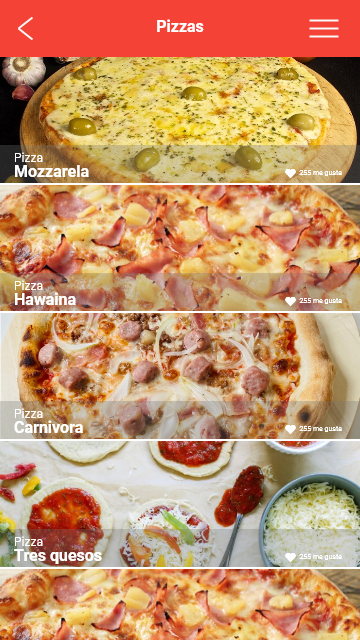 Pizzas
Pizza
Mozzarela
255 me gusta
Pizza
Hawaina
255 me gusta
Pizza
Carnivora
255 me gusta
Pizza
Tres quesos
255 me gusta